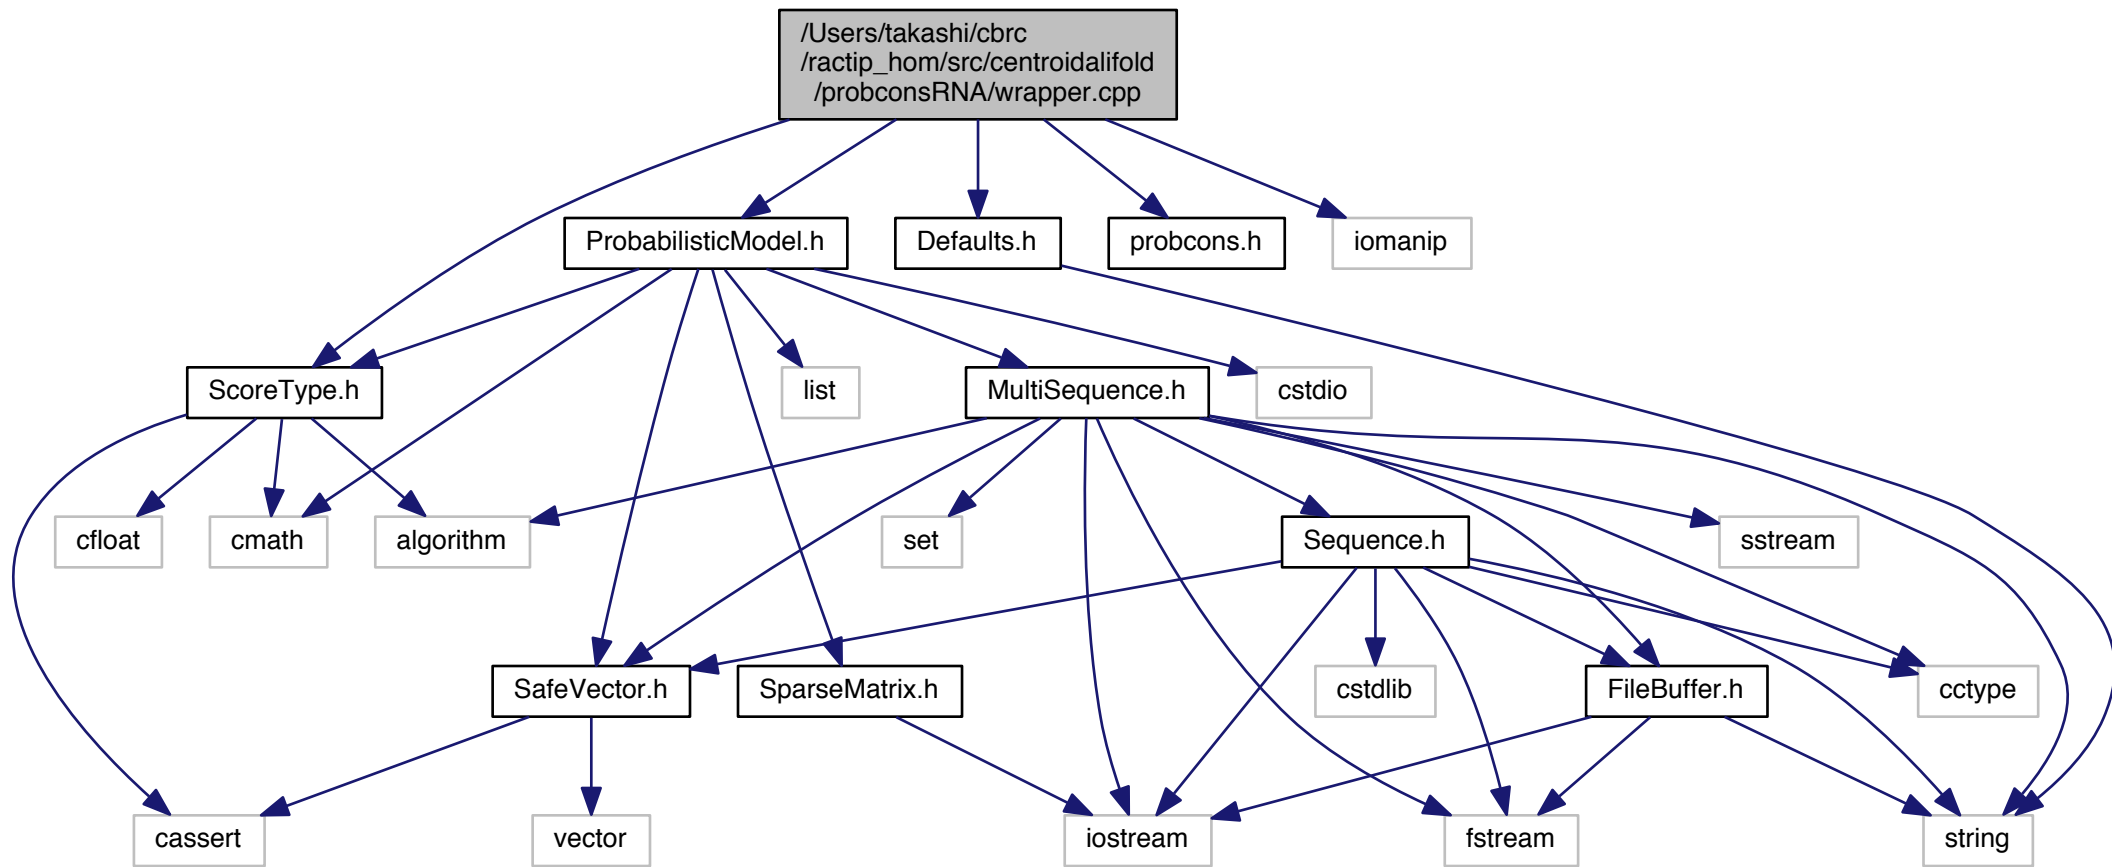 /Users/takashi/cbrc
/ractip_hom/src/centroidalifold
/probconsRNA/wrapper.cpp
ProbabilisticModel.h
Defaults.h
probcons.h
iomanip
ScoreType.h
list
MultiSequence.h
cstdio
cfloat
cmath
algorithm
set
Sequence.h
sstream
SafeVector.h
SparseMatrix.h
cstdlib
FileBuffer.h
cctype
cassert
vector
iostream
fstream
string